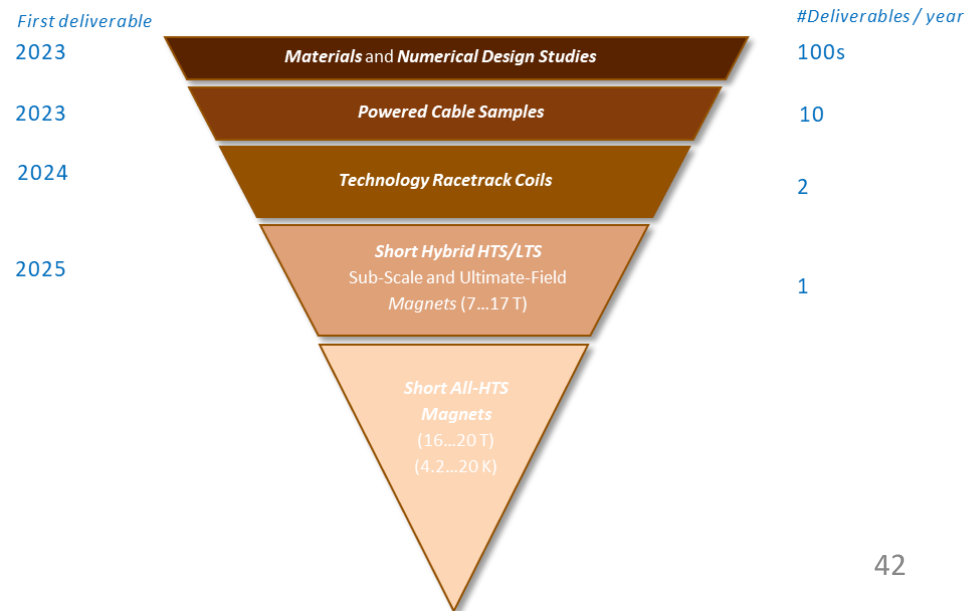 First deliverable
#Deliverables / year
2023
Materials and Numerical Design Studies
100s
2023
Powered Cable Samples
10
2024
Technology Racetrack Coils
2
2025
Short Hybrid HTS/LTS
Sub-Scale and Ultimate-Field
Magnets (7...17 T)
1
Short All-HTS
Magnets
(16...20 T)
(4.2...20 K)
42